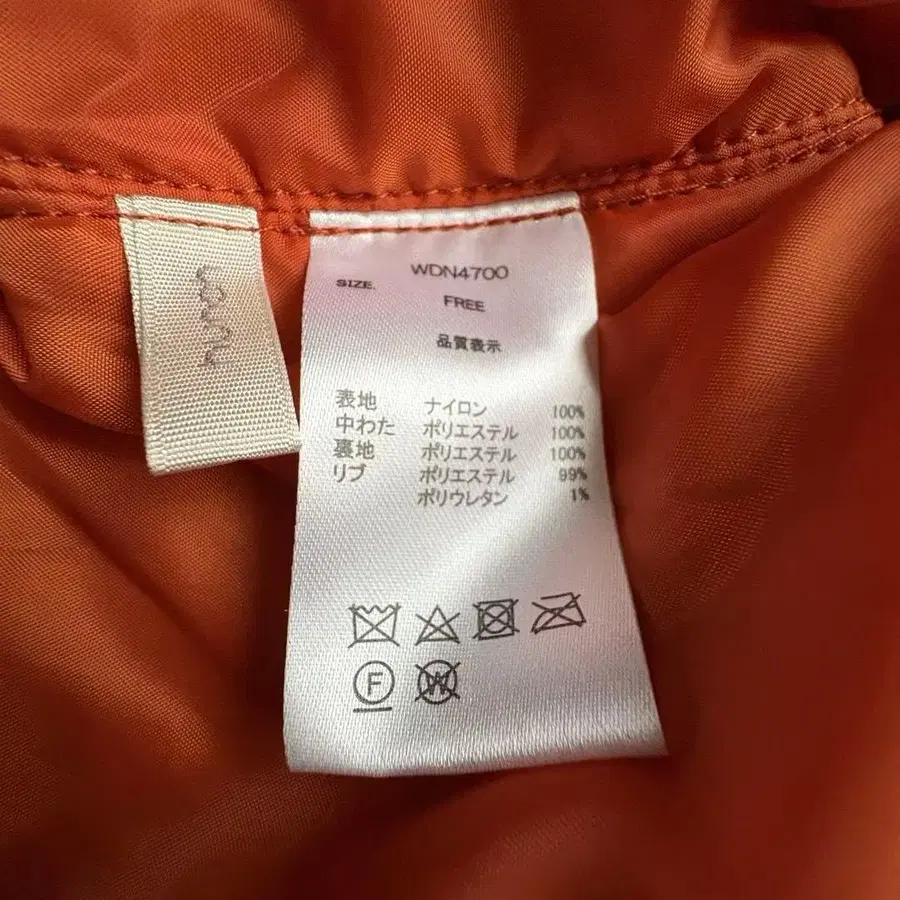 WDN4700
SIZE.
FREE
品質表示
表地 ナイロン 100%
中わた ポリエステル 100%
裏地 ポリエステル 100%
リブ ポリエステル 99%
ポリウレタン 1%
F W